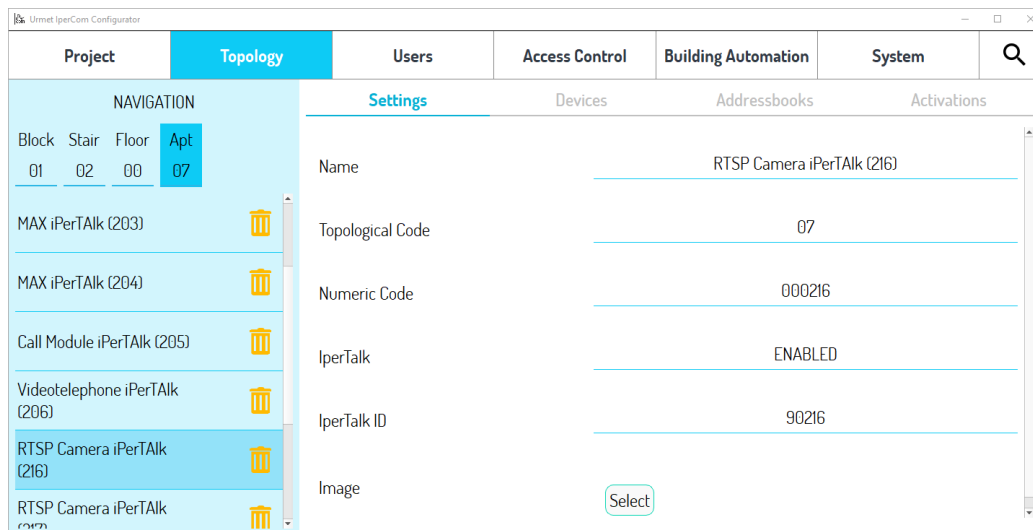 Urmet IperCom Configurator
Project
Topology
Users
Access Control
Building Automation
System
NAVIGATION
Block
Stair
Floor
Apt
01
02
00
07
MAX iPerTAlk (203)
MAX iPerTAlk (204)
Call Module iPerTAlk (205)
Videotelephone iPerTAlk
(206)
RTSP Camera iPerTAlk
(216)
RTSP Camera iPerTAlk
Settings
Devices
Addressbooks
Activations
Name
RTSP Camera iPerTAlk (216)
Topological Code
07
Numeric Code
000216
IperTalk
ENABLED
IperTalk ID
90216
Image
Select